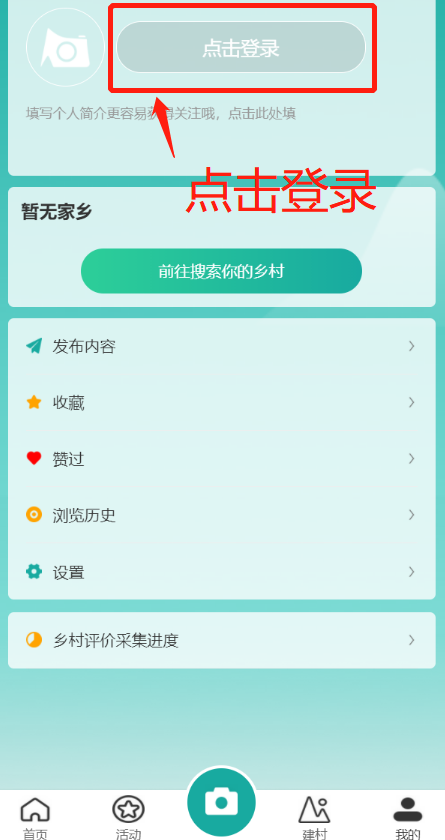 点击登录
填写个人简介更容易获得关注哦，点击此处填
点击登录
暂无家乡
前往搜索你的乡村
发布内容
收藏
赞过
浏览历史
设置
乡村评价采集进度
首页
活动
建村
我的